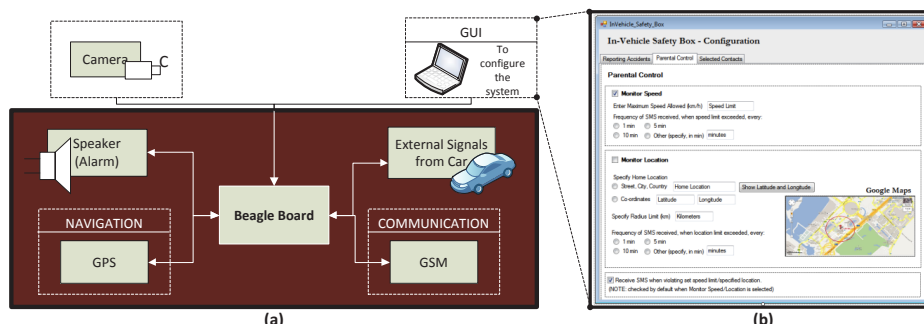 GUI
To
configure
the
system
Camera
C
Speaker
(Alarm)
External Signals
from Car
Beagle Board
NAVIGATION
GPS
COMMUNICATION
GSM
(a)
InVehicle_Safety_Box
In-Vehicle Safety Box - Configuration
Reporting Accidents Parental Control Selected Contacts
Parental Control
Monitor Speed
Enter Maximum Speed Allowed (km/h) Speed Limit
Frequency of SMS received, when speed limit exceeded, every:
1 min 5 min
10 min Other (specify, in min) minutes
Monitor Location
Specify Home Location
Street, City, Country Home Location Show Latitude and Longitude
Co-ordinates Latitude Longtude
Google Maps
Specify Radius Limit (km) Kilometers
Frequency of SMS received, when location limit exceeded, every:
1 min 5 min
10 min Other (specify, in min) minutes
Receive SMS when violating set speed limit/specified location.
(NOTE: checked by default when Monitor Speed/Location is selected)
(b)